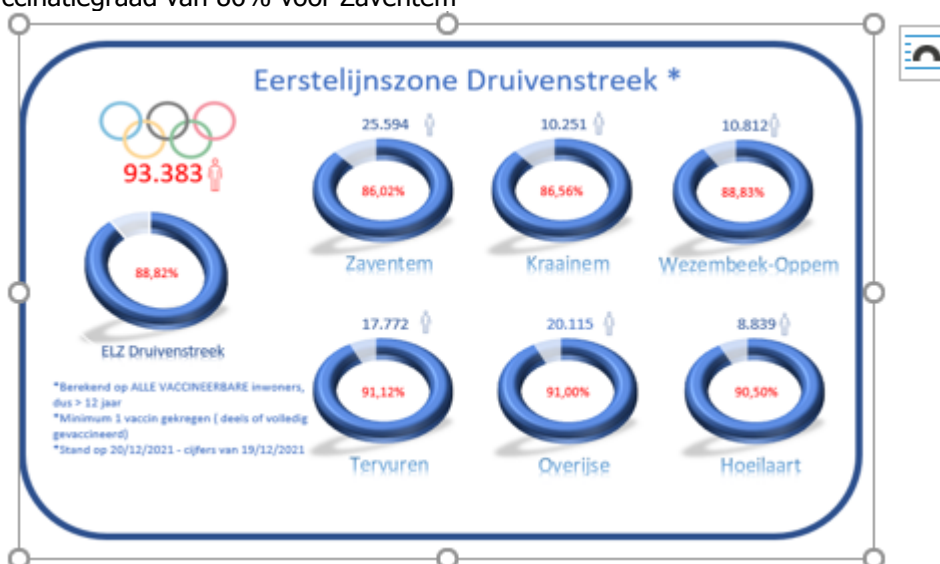 ccinatiegraad van 86% voor Zaventem
Eerstelijnszone Druivenstreek *
93.383
88,82%
ELZ Druivenstreek
*Berekend op ALLE VACCINEERBARE inwoners,
dus > 12 jaar
*Minimum 1 vaccin gekregen ( deels of volledig
gevaccineerd)
*Stand op 20/12/2021 - cijfers van 19/12/2021
25.594
86,02%
Zaventem
10.251
86,56%
Kraainem
10.812
88,83%
Wezembeek-Oppem
17.772
91,12%
Tervuren
20.115
91,00%
Overijse
8.839
90,50%
Hoeilaart